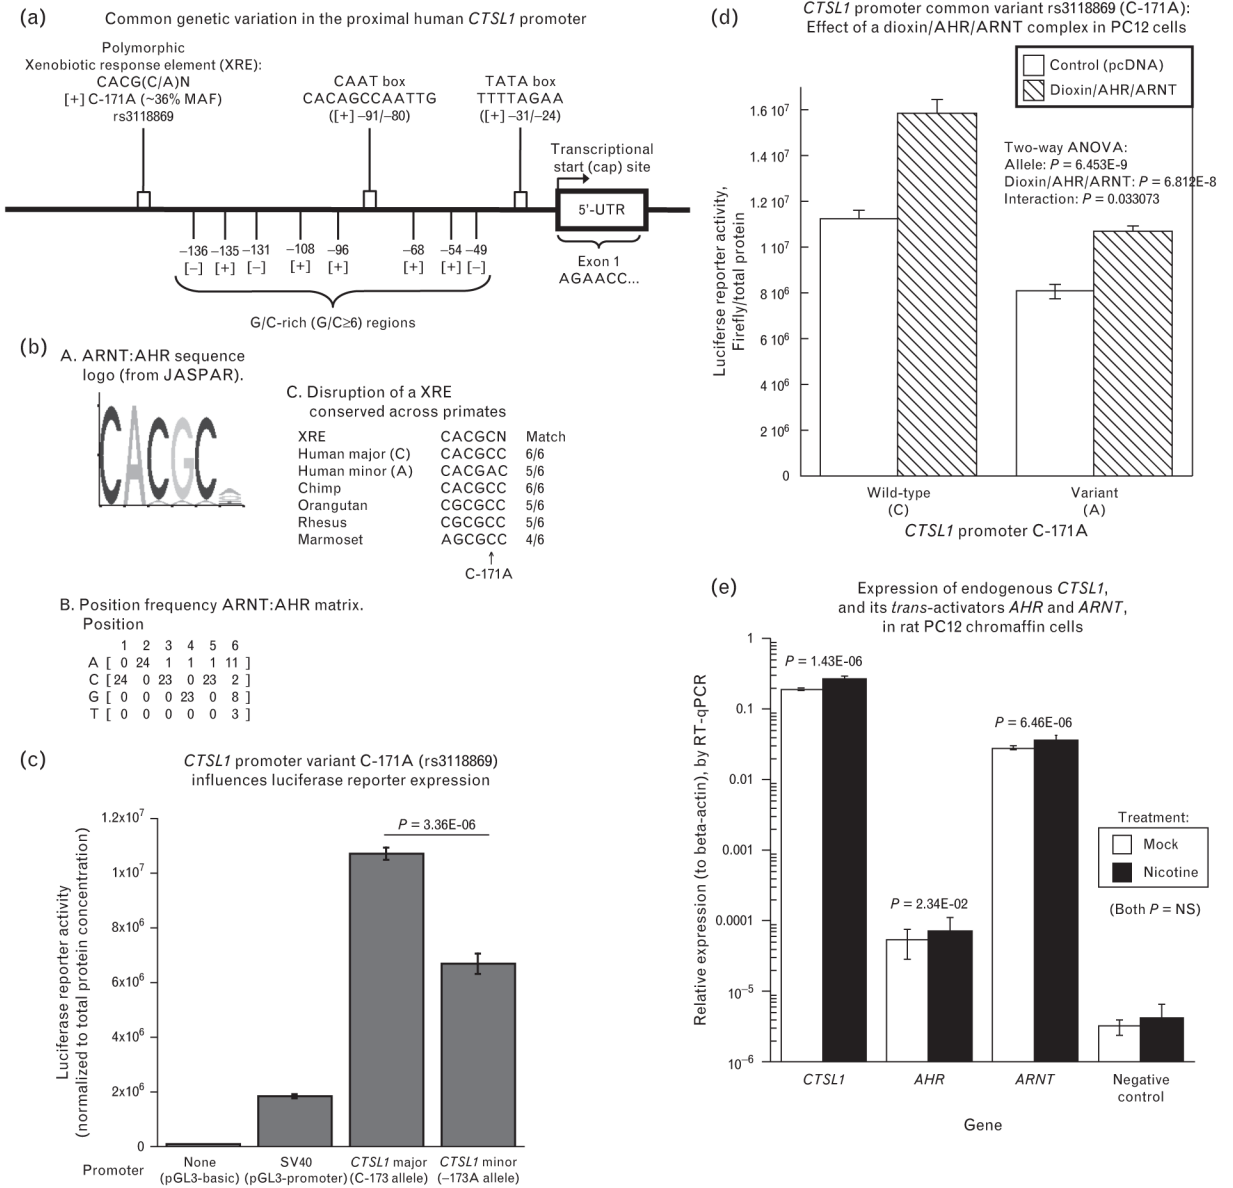 (a)
Common genetic variation in the proximal human CTSL1 promoter
Polymorphic
Xenobiotic response element (XRE):
CACG(C/A)N
[+] C-171A (~36% MAF)
rs3118869
CAAT box
CACAGCCAATTG
([+] –91/–80)
TATA box
TTTTAGAA
([+] –31/–24)
Transcriptional
start (cap) site
5'-UTR
Exon 1
AGAACC...
–136 –135 –131 –108 –96 –68 –54 –49
[–] [+] [–] [+] [+] [+] [+] [–]
G/C-rich (G/C≥6) regions
(b)
A. ARNT:AHR sequence
logo (from JASPAR).
CACGC
C. Disruption of a XRE
conserved across primates
XRE CACGCN Match
Human major (C) CACGCC 6/6
Human minor (A) CACGAC 5/6
Chimp CACGCC 6/6
Orangutan CGCGCC 5/6
Rhesus CGCGCC 5/6
Marmoset AGCGCC 4/6
↑
C-171A
B. Position frequency ARNT:AHR matrix.
Position
1 2 3 4 5 6
A [ 0 24 1 1 1 11 ]
C [ 24 0 23 0 23 2 ]
G [ 0 0 0 23 0 8 ]
T [ 0 0 0 0 0 3 ]
(c)
CTSL1 promoter variant C-171A (rs3118869)
influences luciferase reporter expression
Luciferase reporter activity
(normalized to total protein concentration)
1.2x10⁷
1x10⁷
8x10⁶
6x10⁶
4x10⁶
2x10⁶
0
P = 3.36E-06
Promoter
None
(pGL3-basic)
SV40
(pGL3-promoter)
CTSL1 major
(C-173 allele)
CTSL1 minor
(–173A allele)
(d)
CTSL1 promoter common variant rs3118869 (C-171A):
Effect of a dioxin/AHR/ARNT complex in PC12 cells
Control (pcDNA)
Dioxin/AHR/ARNT
Two-way ANOVA:
Allele: P = 6.453E-9
Dioxin/AHR/ARNT: P = 6.812E-8
Interaction: P = 0.033073
Luciferse reporter activity,
Firefly/total protein
1.6 10⁷
1.4 10⁷
1.2 10⁷
1 10⁷
8 10⁶
6 10⁶
4 10⁶
2 10⁶
0
Wild-type
(C)
Variant
(A)
CTSL1 promoter C-171A
(e)
Expression of endogenous CTSL1,
and its trans-activators AHR and ARNT,
in rat PC12 chromaffin cells
Relative expression (to beta-actin), by RT-qPCR
1
0.1
0.01
0.001
0.0001
10⁻⁵
10⁻⁶
P = 1.43E-06
P = 2.34E-02
P = 6.46E-06
Treatment:
Mock
Nicotine
(Both P = NS)
CTSL1
AHR
ARNT
Negative
control
Gene